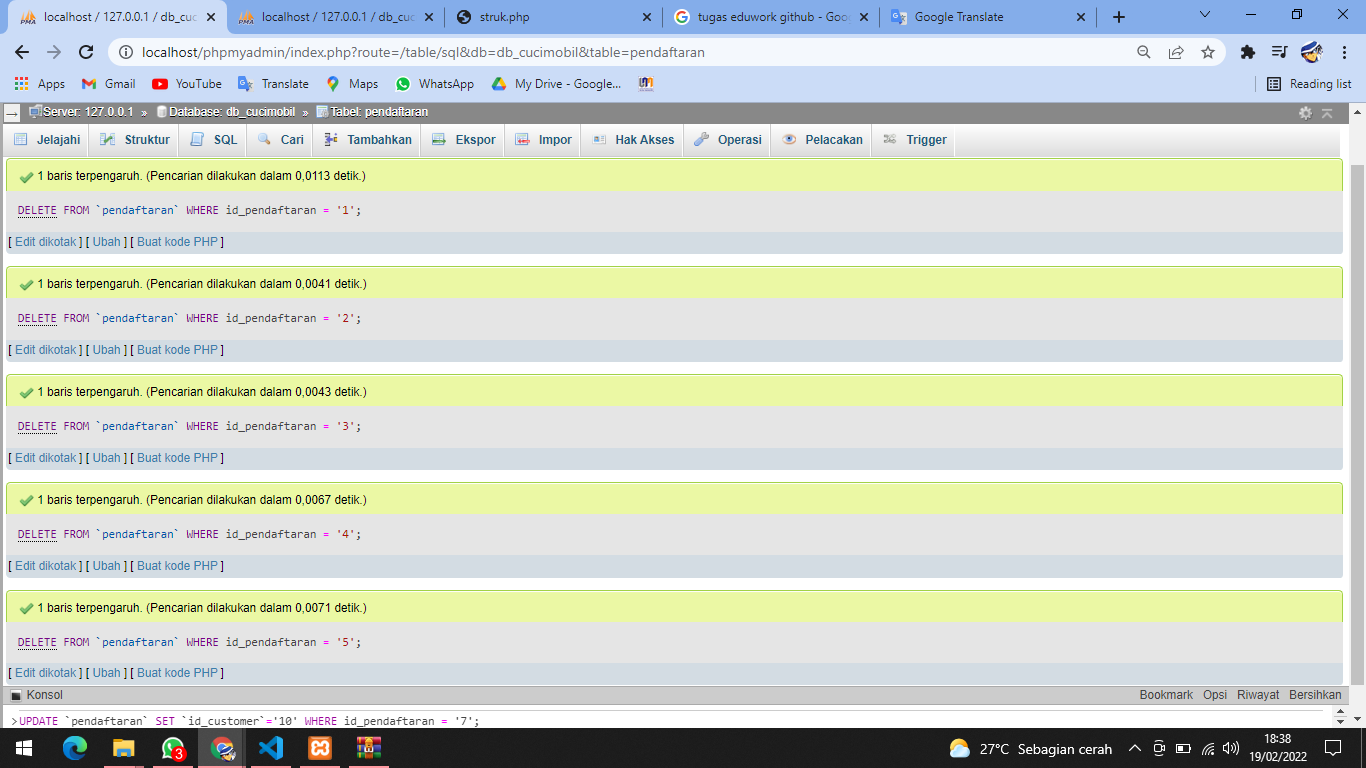 localhost / 127.0.0.1 / db_cuc
localhost / 127.0.0.1 / db_cuc
struk.php
tugas eduwork github - Goo
Google Translate
localhost/phpmyadmin/index.php?route=/table/sql&db=db_cucimobil&table=pendaftaran
Apps Gmail YouTube Translate Maps WhatsApp My Drive - Google... Reading list
Server: 127.0.0.1 » Database: db_cucimobil » Tabel: pendaftaran
Jelajahi Struktur SQL Cari Tambahkan Ekspor Impor Hak Akses Operasi Pelacakan Trigger
1 baris terpengaruh. (Pencarian dilakukan dalam 0,0113 detik.)
DELETE FROM `pendaftaran` WHERE id_pendaftaran = '1';
[ Edit dikotak ] [ Ubah ] [ Buat kode PHP ]
1 baris terpengaruh. (Pencarian dilakukan dalam 0,0041 detik.)
DELETE FROM `pendaftaran` WHERE id_pendaftaran = '2';
[ Edit dikotak ] [ Ubah ] [ Buat kode PHP ]
1 baris terpengaruh. (Pencarian dilakukan dalam 0,0043 detik.)
DELETE FROM `pendaftaran` WHERE id_pendaftaran = '3';
[ Edit dikotak ] [ Ubah ] [ Buat kode PHP ]
1 baris terpengaruh. (Pencarian dilakukan dalam 0,0067 detik.)
DELETE FROM `pendaftaran` WHERE id_pendaftaran = '4';
[ Edit dikotak ] [ Ubah ] [ Buat kode PHP ]
1 baris terpengaruh. (Pencarian dilakukan dalam 0,0071 detik.)
DELETE FROM `pendaftaran` WHERE id_pendaftaran = '5';
[ Edit dikotak ] [ Ubah ] [ Buat kode PHP ]
Konsol Bookmark Opsi Riwayat Bersihkan
>UPDATE `pendaftaran` SET `id_customer`='10' WHERE id_pendaftaran = '7';
3
27°C Sebagian cerah
18:38
19/02/2022